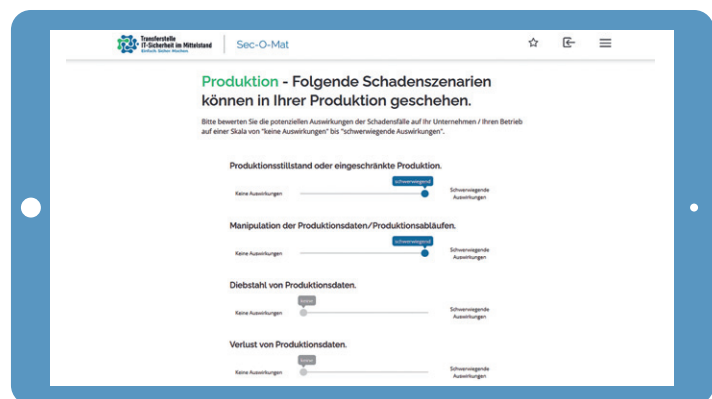 Transferstelle
IT-Sicherheit im Mittelstand
Sec-O-Mat
Produktion - Folgende Schadenszenarien
können in Ihrer Produktion geschehen.
Bitte bewerten Sie die potenziellen Auswirkungen der Schadensfälle auf Ihr Unternehmen / Ihren Betrieb
auf einer Skala von "keine Auswirkungen" bis "schwerwiegende Auswirkungen".
Produktionsstillstand oder eingeschränkte Produktion.
schwerwiegend
Keine Auswirkungen
Schwerwiegende
Auswirkungen
Manipulation der Produktionsdaten/Produktionsabläufen.
schwerwiegend
Keine Auswirkungen
Schwerwiegende
Auswirkungen
Diebstahl von Produktionsdaten.
Keine Auswirkungen
Schwerwiegende
Auswirkungen
Verlust von Produktionsdaten.
Keine Auswirkungen
Schwerwiegende
Auswirkungen